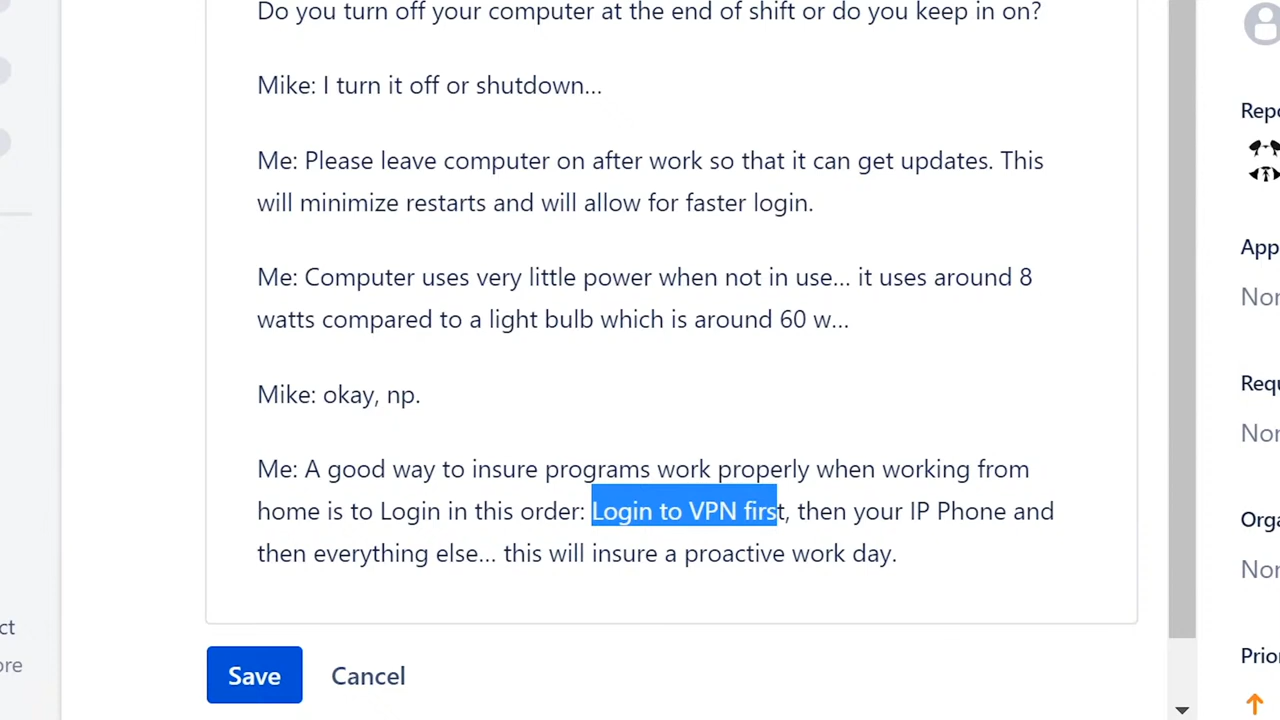 Do you turn off your computer at the end of shift or do you keep in on?
Mike: I turn it off or shutdown...
Me: Please leave computer on after work so that it can get updates. This
will minimize restarts and will allow for faster login.
Me: Computer uses very little power when not in use... it uses around 8
watts compared to a light bulb which is around 60 w...
Mike: okay, np.
Me: A good way to insure programs work properly when working from
home is to Login in this order: Login to VPN first, then your IP Phone and
then everything else... this will insure a proactive work day.
Save Cancel
ct
ore
Repo
App
Nor
Requ
Nor
Orga
Nor
Prior